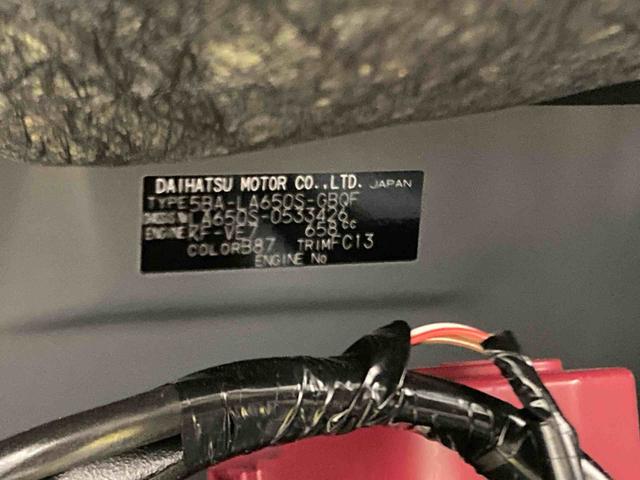 DAIHATSU MOTOR CO.,LTD. JAPAN
TYPE 5BA-LA650S-GBQF
CHASSIS No LA650S-0533426
ENGINE KF-VE7 658cc
COLOR B87 TRIM FC13
ENGINE No